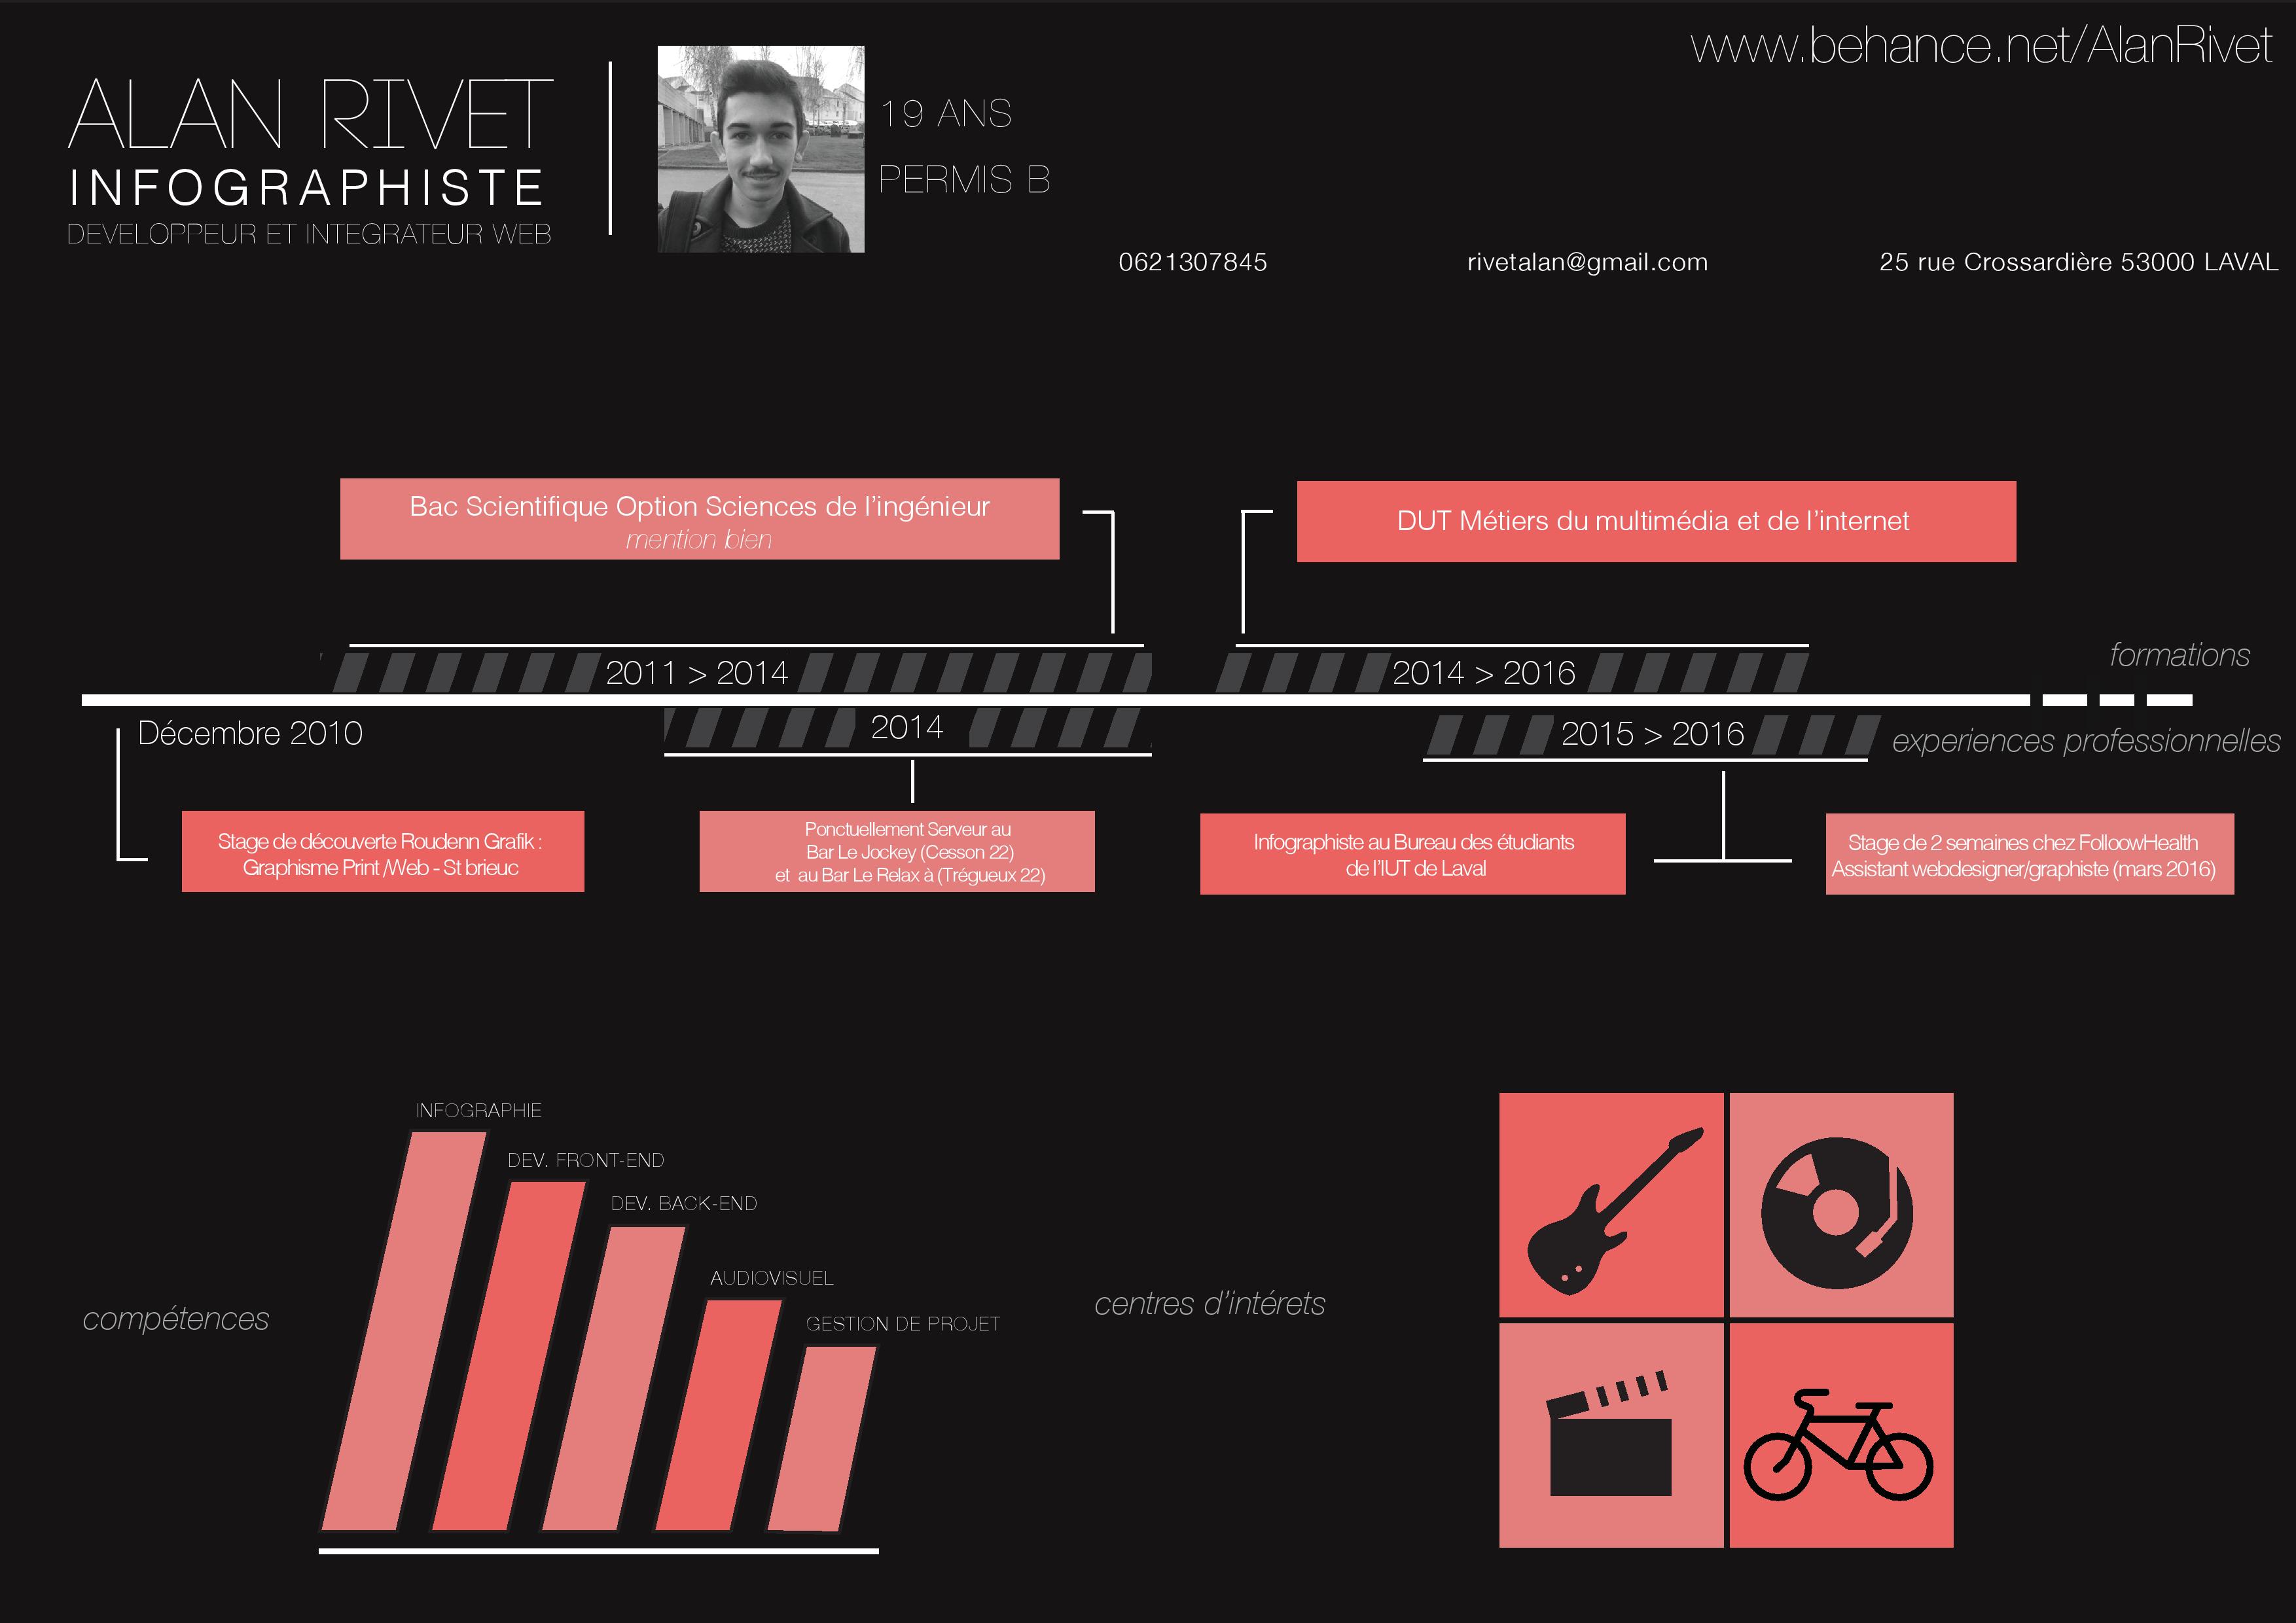 www.behance.net/AlanRivet
ALAN RIVET
INFOGRAPHISTE
DEVELOPPEUR ET INTEGRATEUR WEB
19 ANS
PERMIS B
0621307845
rivetalan@gmail.com
25 rue Crossardière 53000 LAVAL
Bac Scientifique Option Sciences de l'ingénieur
mention bien
DUT Métiers du multimédia et de l'internet
2011 > 2014
2014 > 2016
formations
Décembre 2010
2014
2015 > 2016
experiences professionnelles
Stage de découverte Roudenn Grafik :
Graphisme Print /Web - St brieuc
Ponctuellement Serveur au
Bar Le Jockey (Cesson 22)
et au Bar Le Relax à (Trégueux 22)
Infographiste au Bureau des étudiants
de l'IUT de Laval
Stage de 2 semaines chez FolloowHealth
Assistant webdesigner/graphiste (mars 2016)
compétences
INFOGRAPHIE
DEV. FRONT-END
DEV. BACK-END
AUDIOVISUEL
GESTION DE PROJET
centres d'intérets